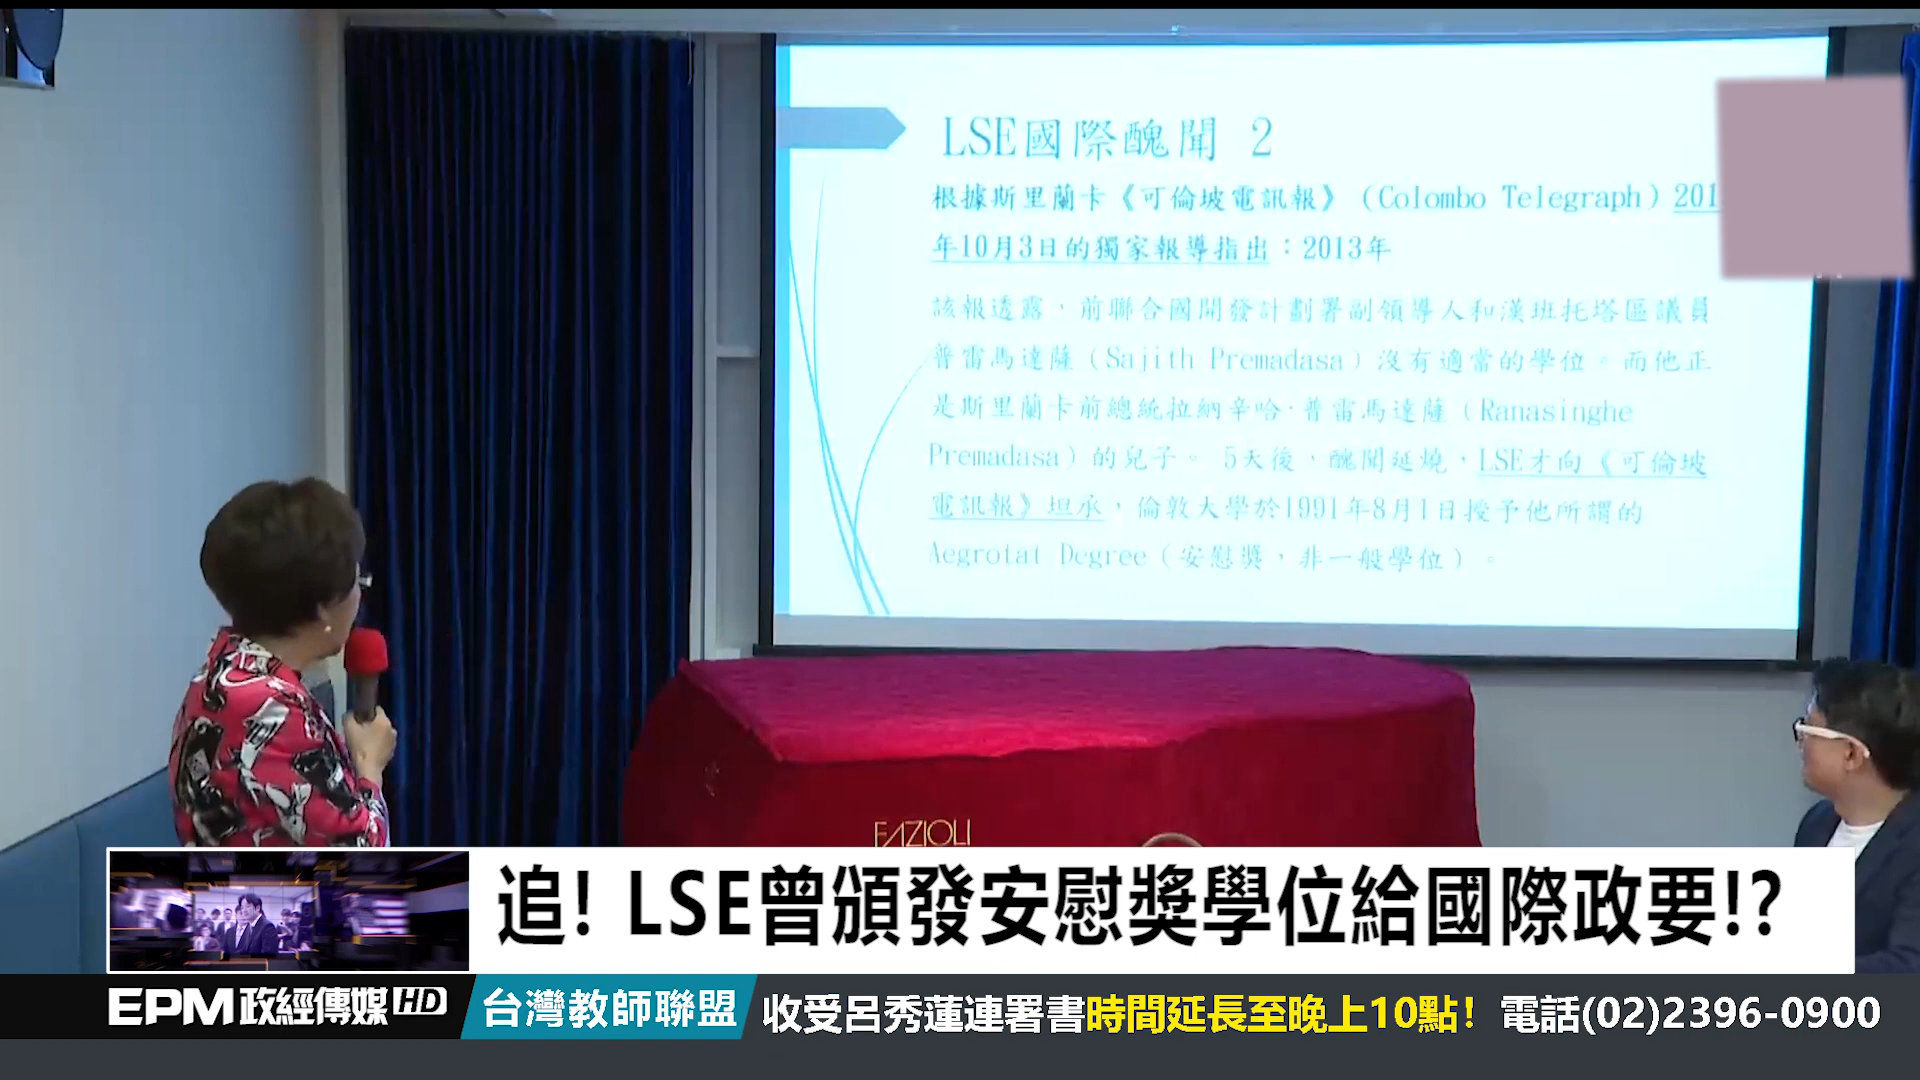 LSE國際醜聞 2
根據斯里蘭卡《可倫坡電訊報》（Colombo Telegraph）201
年10月3日的獨家報導指出：2013年
該報透露，前聯合國開發計劃署副領導人和漢班托塔區議員
普雷馬達薩（Sajith Premadasa）沒有適當的學位。而他正
是斯里蘭卡前總統拉納辛哈·普雷馬達薩（Ranasinghe
Premadasa）的兒子。 5天後，醜聞延燒，LSE才向《可倫坡
電訊報》坦承，倫敦大學於1991年8月1日授予他所謂的
Aegrotat Degree（安慰獎，非一般學位）。
FAZIOLI
追! LSE曾頒發安慰獎學位給國際政要!?
EPM政經傳媒HD
台灣教師聯盟
收受呂秀蓮連署書時間延長至晚上10點! 電話(02)2396-0900